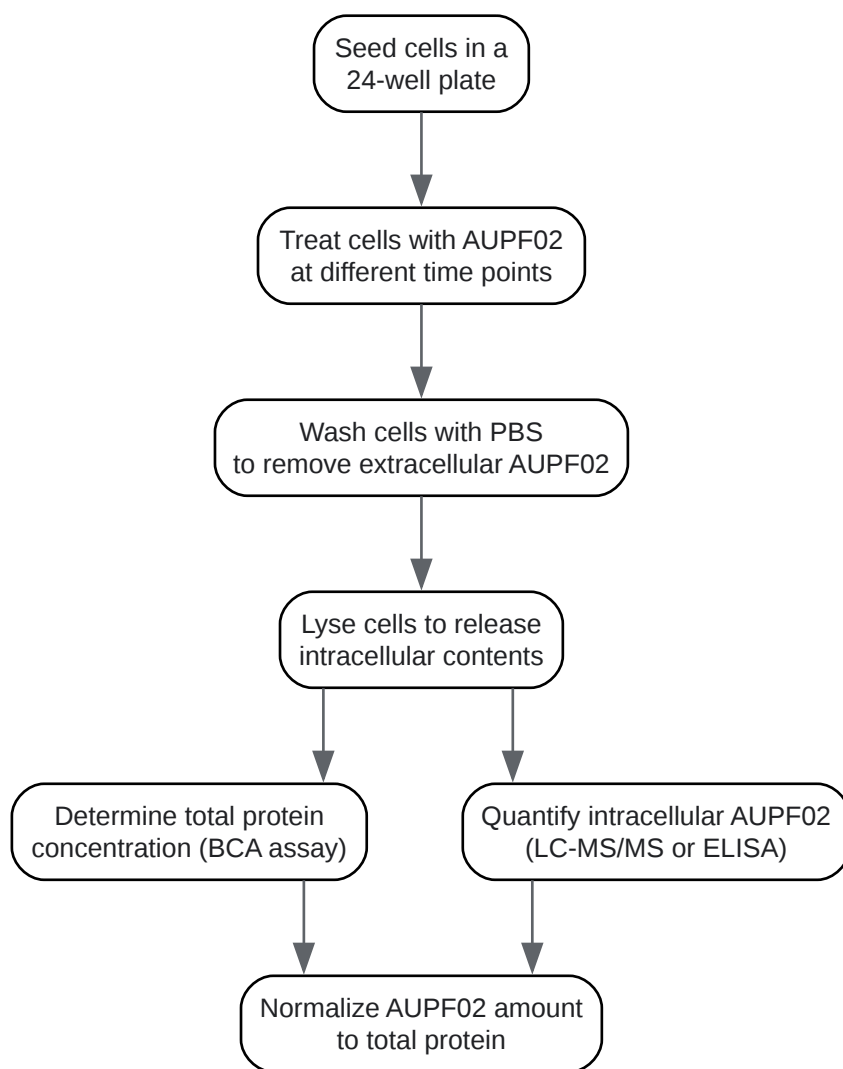 Seed cells in a
24-well plate
Treat cells with AUPF02
at different time points
Wash cells with PBS
to remove extracellular AUPF02
Lyse cells to release
intracellular contents
Determine total protein
concentration (BCA assay)
Quantify intracellular AUPF02
(LC-MS/MS or ELISA)
Normalize AUPF02 amount
to total protein